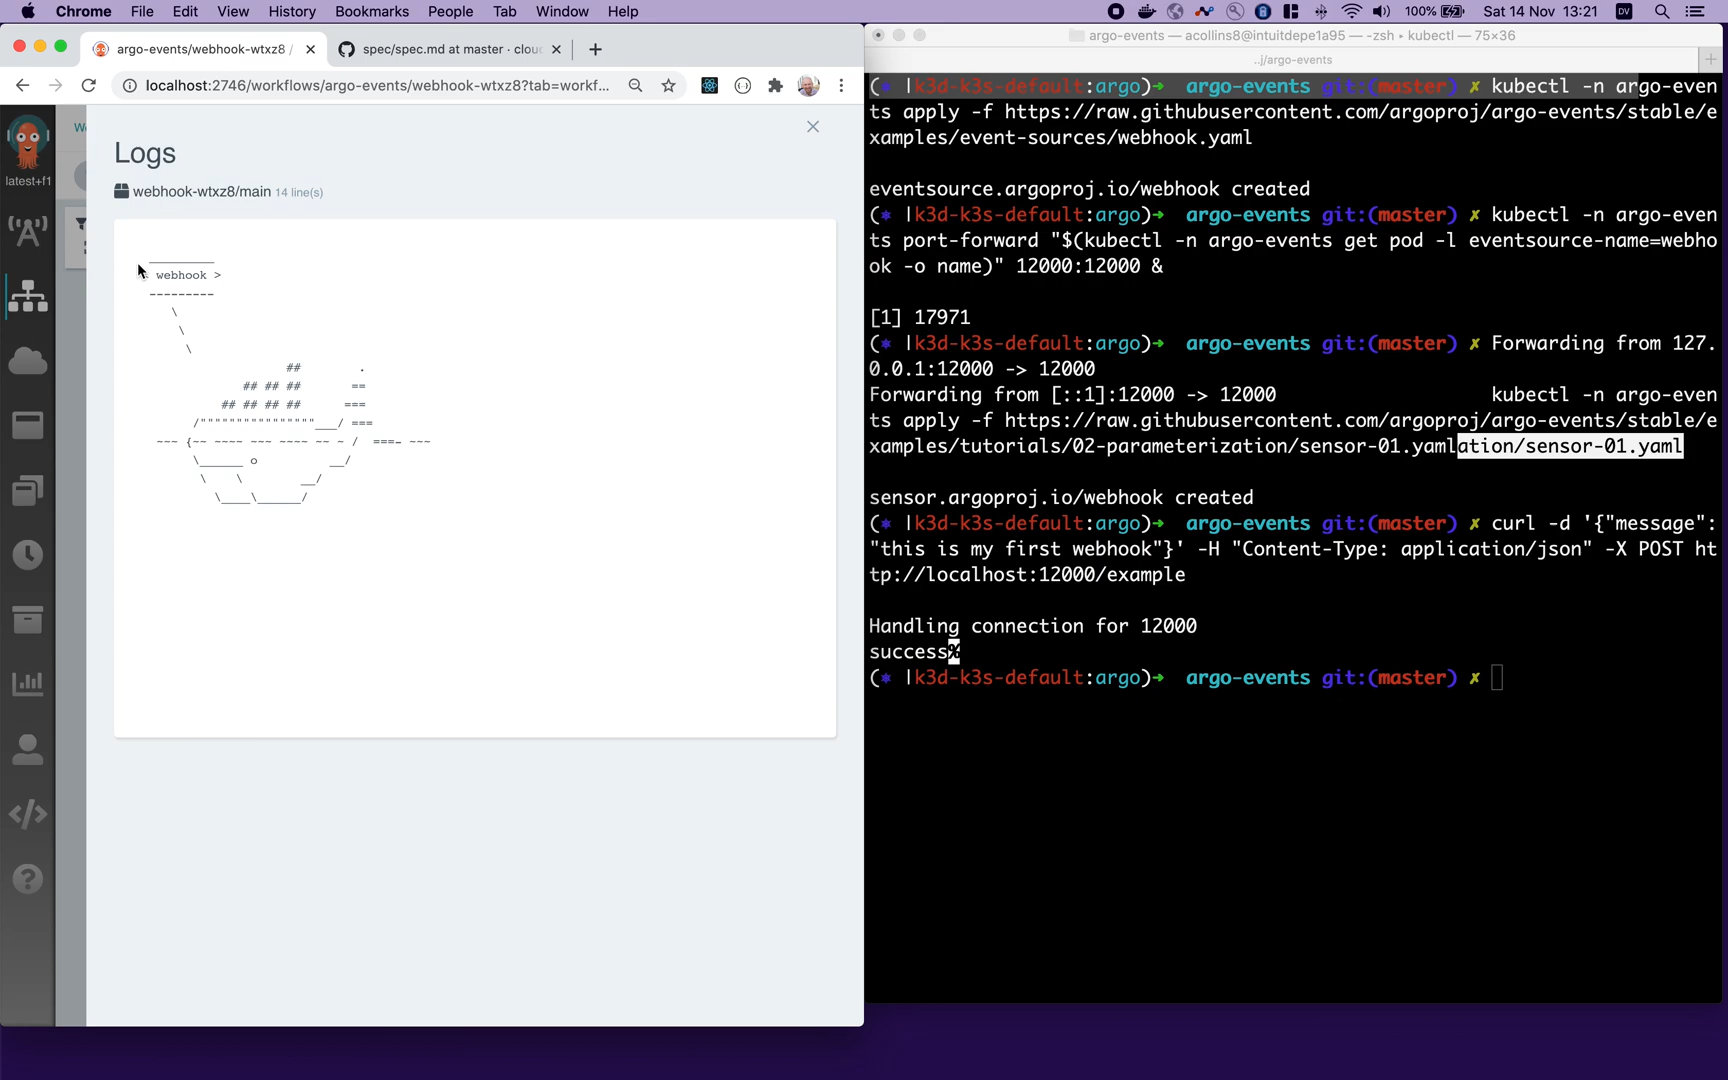 Chrome File Edit View History Bookmarks People Tab Window Help 100% Sat 14 Nov 13:21 DV
argo-events/webhook-wtxz8 / spec/spec.md at master · clou
localhost:2746/workflows/argo-events/webhook-wtxz8?tab=workf...
latest+f1
Logs
webhook-wtxz8/main 14 line(s)
 _________
 webhook >
 ---------
    \
     \
      \
                    ##         .
              ## ## ##       ==
           ## ## ## ##      ===
       /""""""""""""""""___/ ===
  ~~~ {~~ ~~~~ ~~~ ~~~~ ~~ ~ /  ===- ~~~
       \______ o          __/
        \    \        __/
          \____\______/
argo-events — acollins8@intuitdepe1a95 — -zsh ▸ kubectl — 75×36
../argo-events
(⎈ |k3d-k3s-default:argo)➜  argo-events git:(master) ✗ kubectl -n argo-even
ts apply -f https://raw.githubusercontent.com/argoproj/argo-events/stable/e
xamples/event-sources/webhook.yaml
eventsource.argoproj.io/webhook created
(⎈ |k3d-k3s-default:argo)➜  argo-events git:(master) ✗ kubectl -n argo-even
ts port-forward "$(kubectl -n argo-events get pod -l eventsource-name=webho
ok -o name)" 12000:12000 &
[1] 17971
(⎈ |k3d-k3s-default:argo)➜  argo-events git:(master) ✗ Forwarding from 127.
0.0.1:12000 -> 12000
Forwarding from [::1]:12000 -> 12000                   kubectl -n argo-even
ts apply -f https://raw.githubusercontent.com/argoproj/argo-events/stable/e
xamples/tutorials/02-parameterization/sensor-01.yamlation/sensor-01.yaml
sensor.argoproj.io/webhook created
(⎈ |k3d-k3s-default:argo)➜  argo-events git:(master) ✗ curl -d '{"message":
"this is my first webhook"}' -H "Content-Type: application/json" -X POST ht
tp://localhost:12000/example
Handling connection for 12000
success%
(⎈ |k3d-k3s-default:argo)➜  argo-events git:(master) ✗